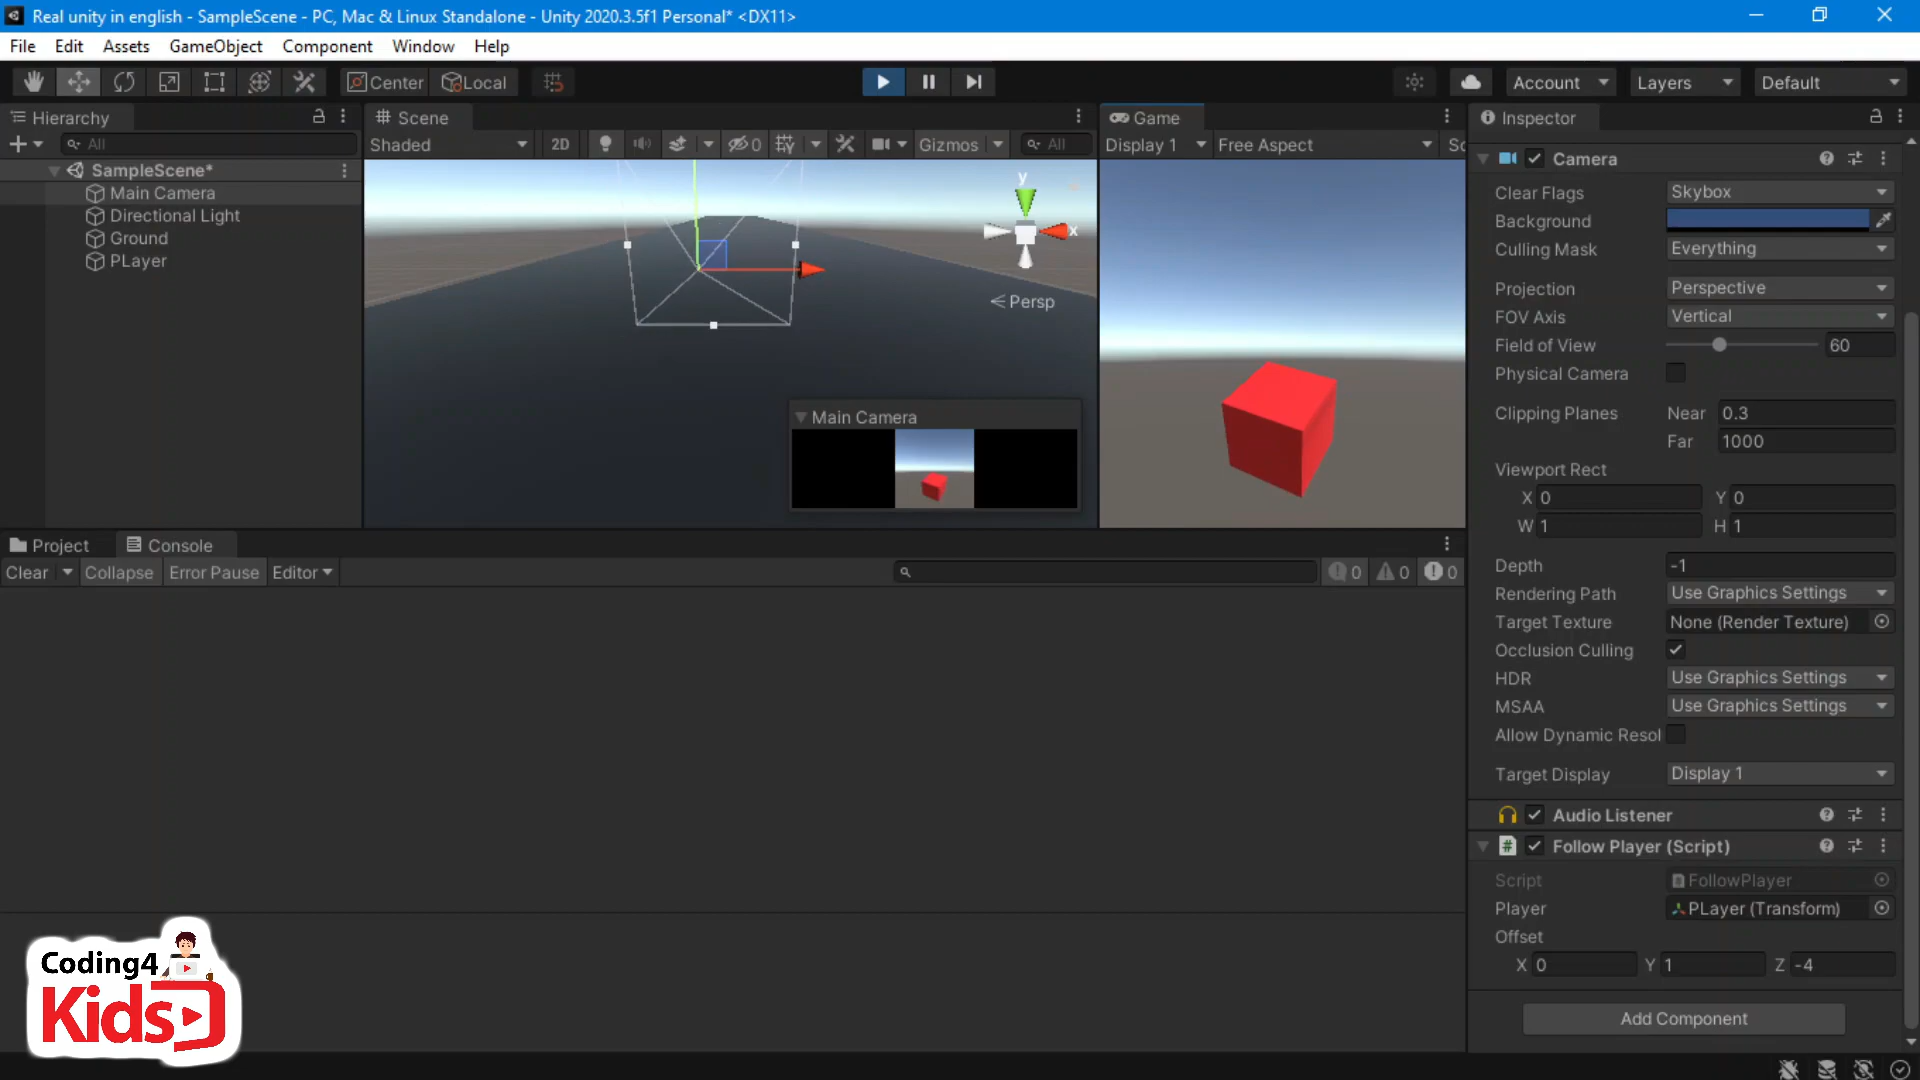 Real unity in english - SampleScene - PC, Mac & Linux Standalone - Unity 2020.3.5f1 Personal* <DX11>
File Edit Assets GameObject Component Window Help
Center Local Account Layers Default
Hierarchy
All
SampleScene*
Main Camera
Directional Light
Ground
PLayer
Scene
Shaded 2D 0 Gizmos All
y
x
Persp
Main Camera
Game
Display 1 Free Aspect Sc
Project Console
Clear Collapse Error Pause Editor 0 0 0
Inspector
Camera
Clear Flags Skybox
Background
Culling Mask Everything
Projection Perspective
FOV Axis Vertical
Field of View 60
Physical Camera
Clipping Planes Near 0.3
Far 1000
Viewport Rect
X 0 Y 0
W 1 H 1
Depth -1
Rendering Path Use Graphics Settings
Target Texture None (Render Texture)
Occlusion Culling
HDR Use Graphics Settings
MSAA Use Graphics Settings
Allow Dynamic Resol
Target Display Display 1
Audio Listener
# Follow Player (Script)
Script FollowPlayer
Player PLayer (Transform)
Offset
X 0 Y 1 Z -4
Add Component
Coding4
Kids